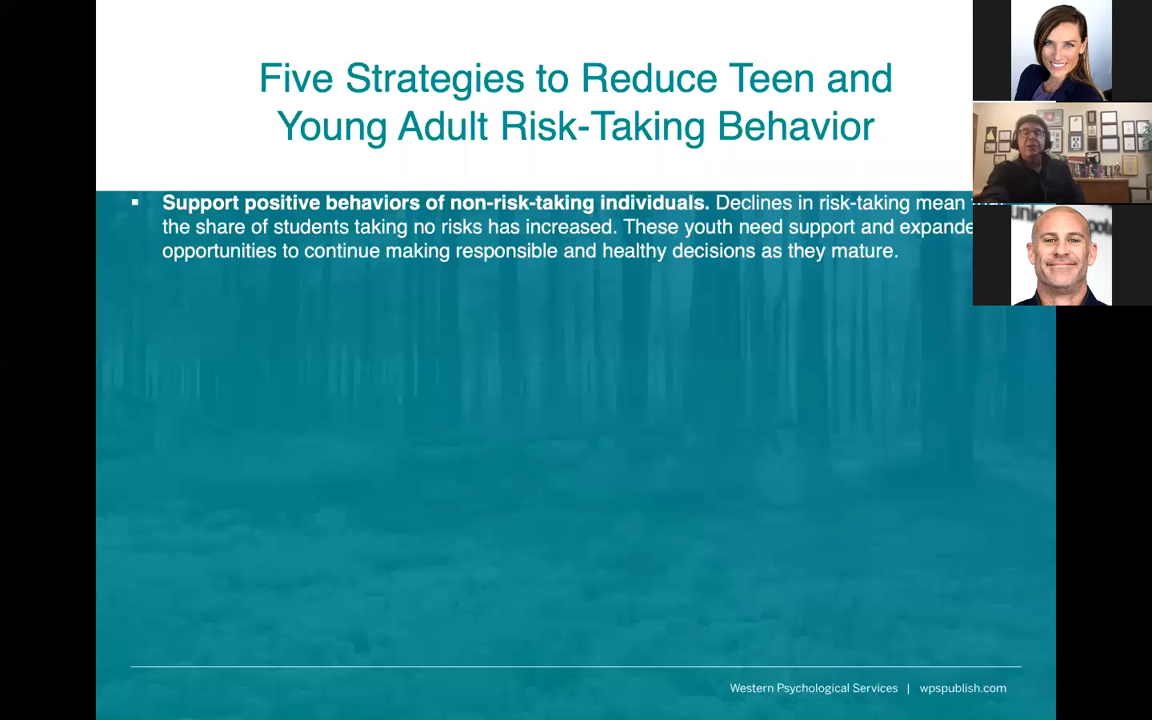 Five Strategies to Reduce Teen and
Young Adult Risk-Taking Behavior
▪ Support positive behaviors of non-risk-taking individuals. Declines in risk-taking mean
the share of students taking no risks has increased. These youth need support and expande
opportunities to continue making responsible and healthy decisions as they mature.
Western Psychological Services | wpspublish.com